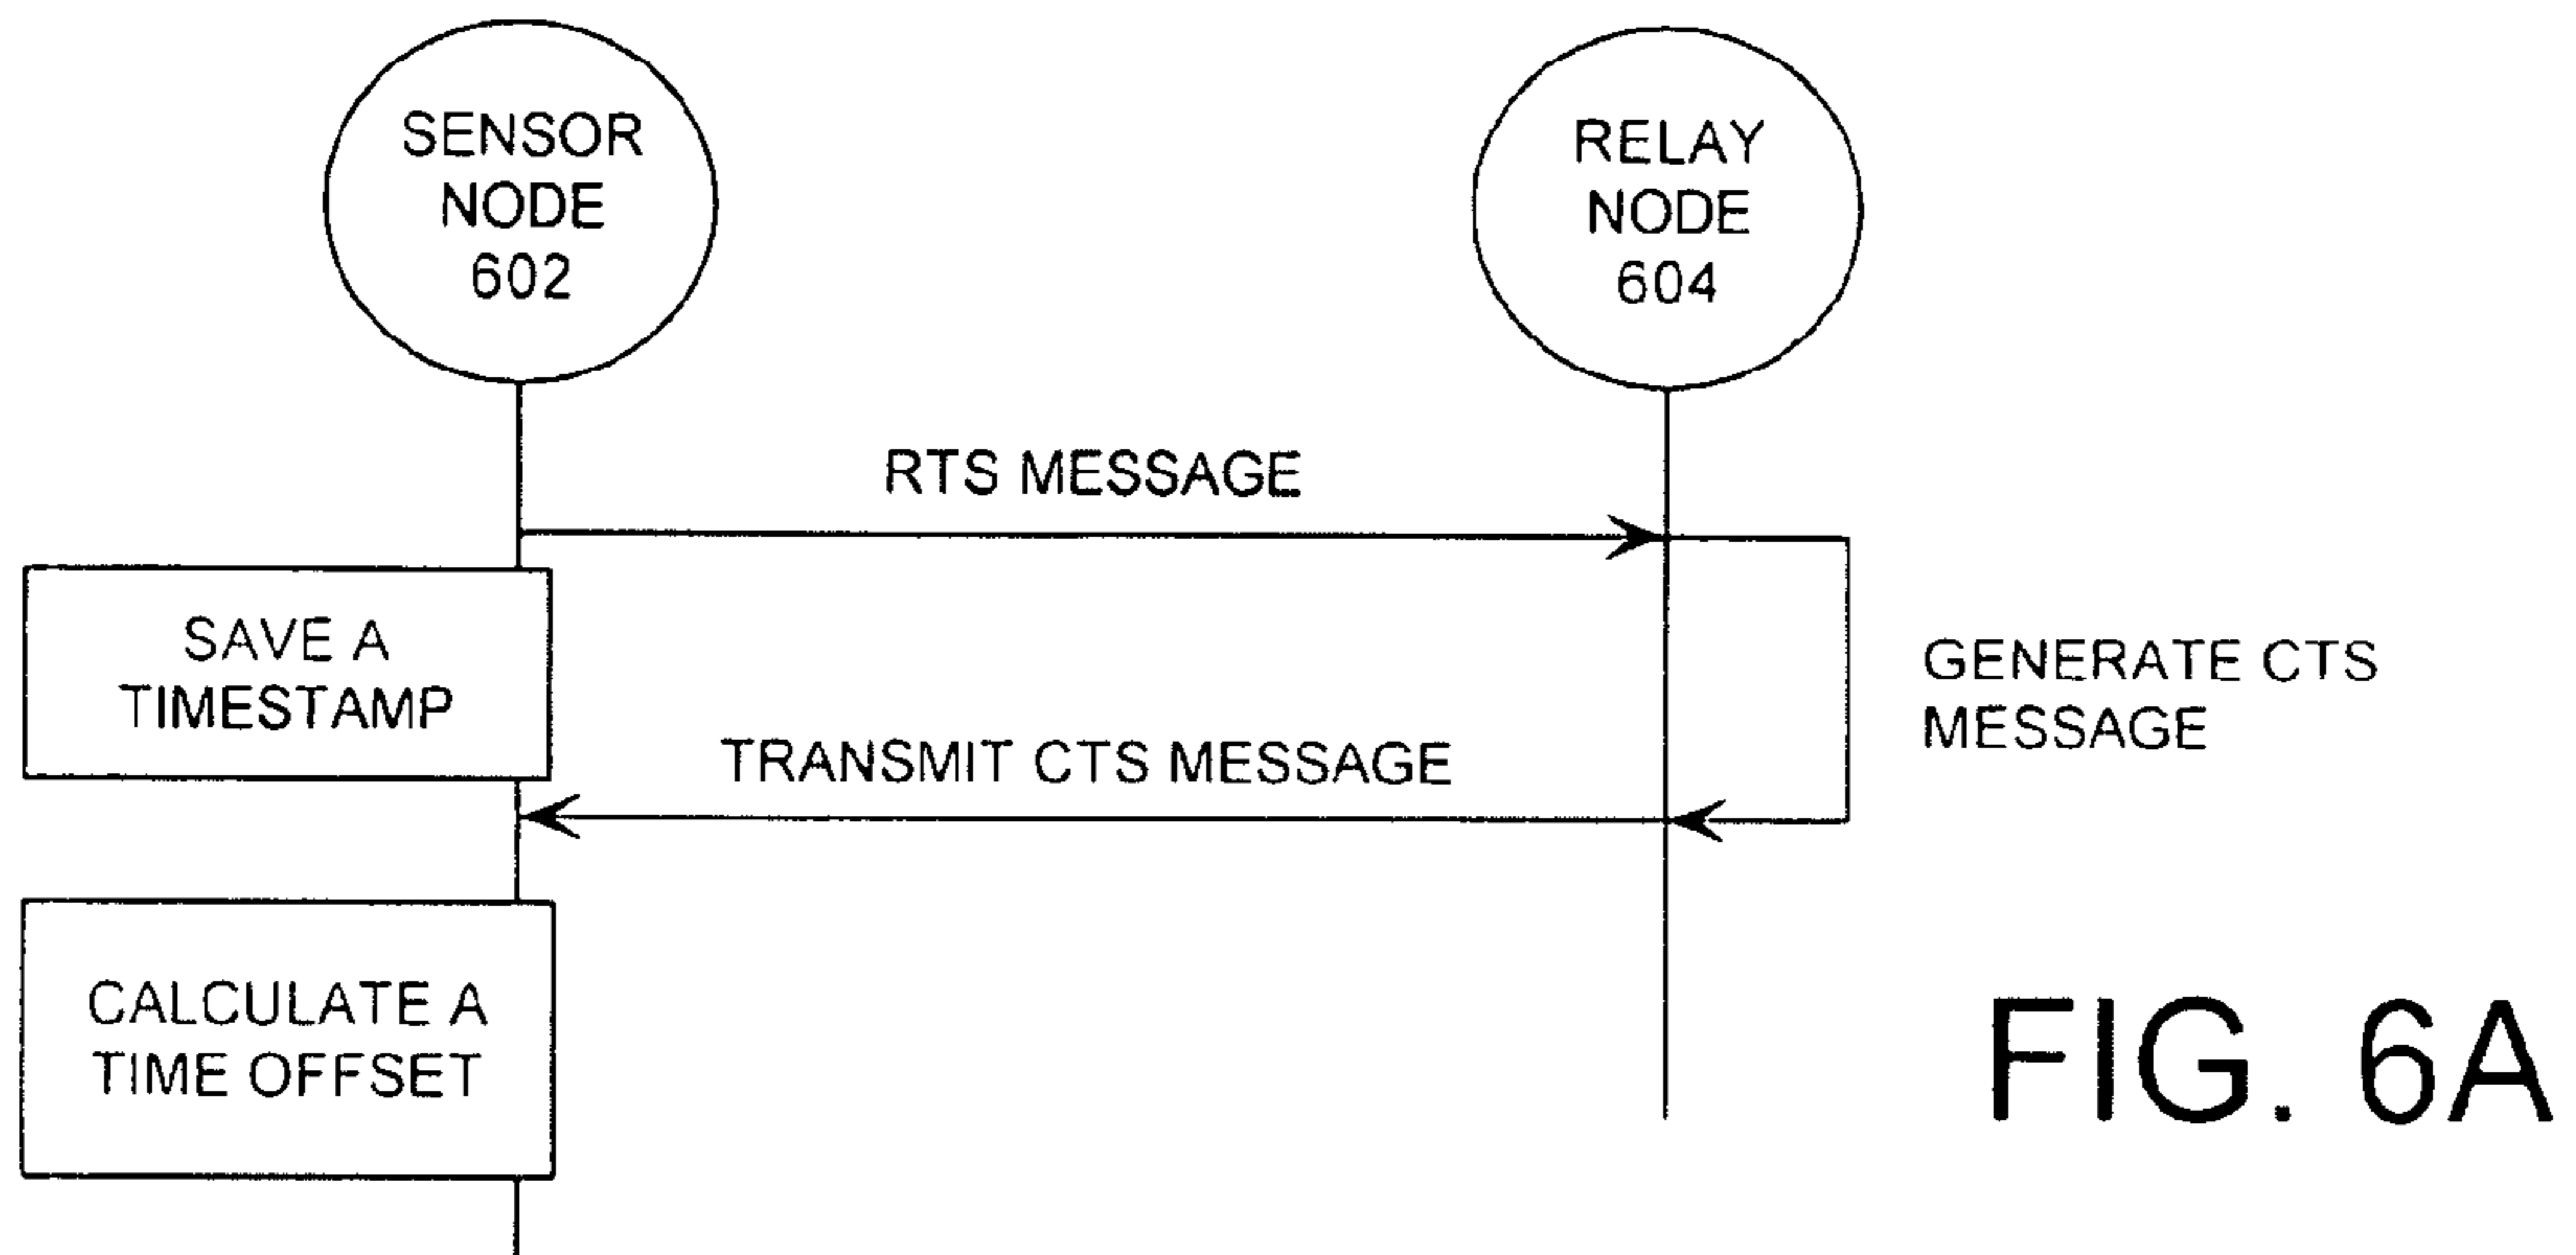 SENSOR
NODE
602
RELAY
NODE
604
RTS MESSAGE
SAVE A
TIMESTAMP
GENERATE CTS
MESSAGE
TRANSMIT CTS MESSAGE
CALCULATE A
TIME OFFSET
FIG. 6A